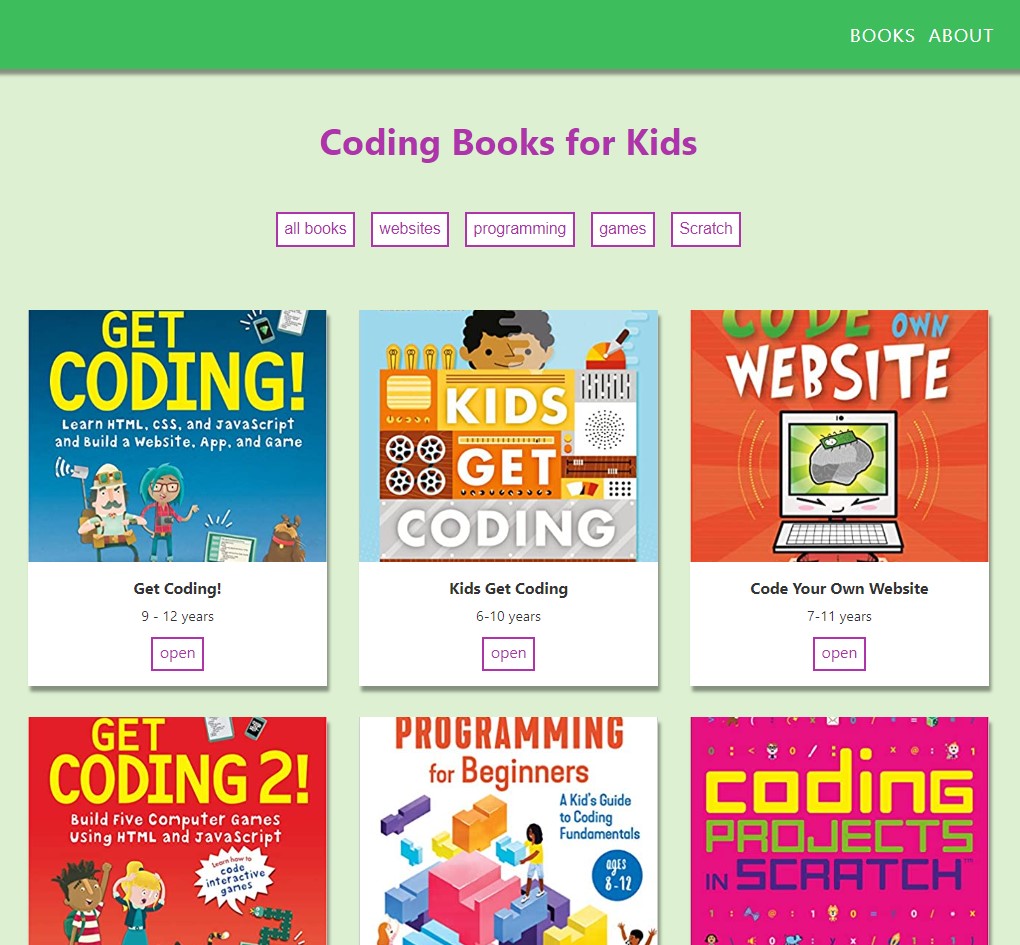 BOOKS ABOUT
Coding Books for Kids
all books websites programming games Scratch
GET
CODING!
Learn HTML, CSS, and JavaScript
and Build a Website, App, and Game
KIDS
GET
CODING
CODE OWN
WEBSITE
Get Coding!
9 - 12 years
open
Kids Get Coding
6-10 years
open
Code Your Own Website
7-11 years
open
GET
CODING 2!
Build Five Computer Games
Using HTML and JavaScript
Learn how to
code
interactive
games
PROGRAMMING
for Beginners
A Kid's Guide
to Coding
Fundamentals
AGES
8-12
coding
PROJECTS
IN SCRATCH™